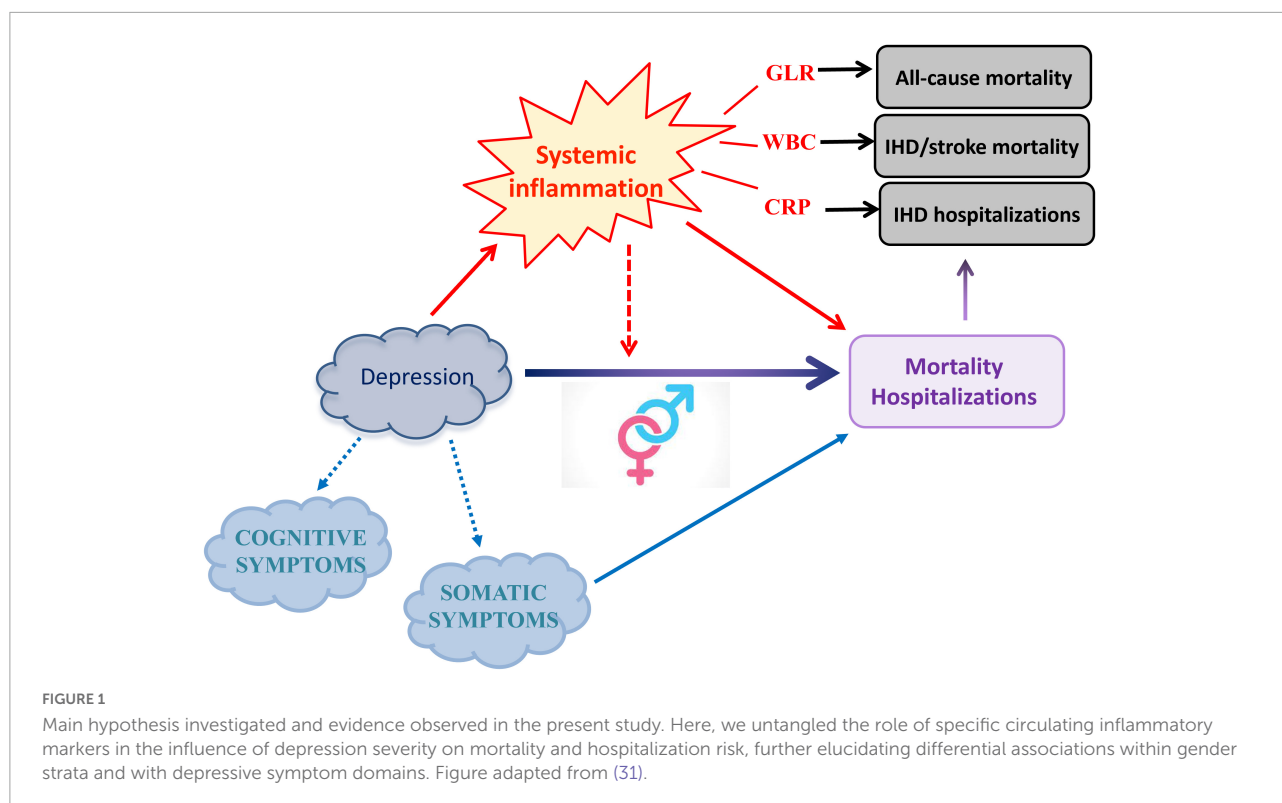 GLR
All-cause mortality
WBC
IHD/stroke mortality
CRP
IHD hospitalizations
Systemic
inflammation
Depression
Mortality
Hospitalizations
COGNITIVE
SYMPTOMS
SOMATIC
SYMPTOMS
FIGURE 1
Main hypothesis investigated and evidence observed in the present study. Here, we untangled the role of specific circulating inflammatory
markers in the influence of depression severity on mortality and hospitalization risk, further elucidating differential associations within gender
strata and with depressive symptom domains. Figure adapted from (31).